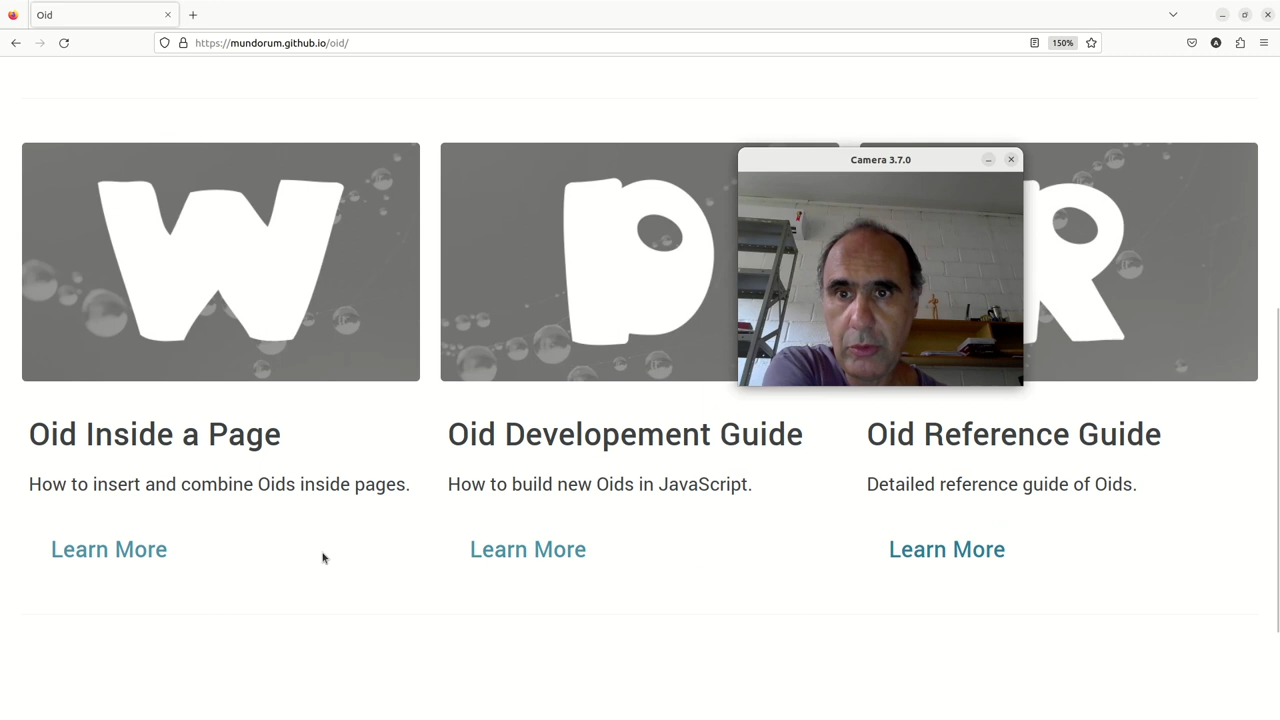 Oid
https://mundorum.github.io/oid/
150%
A
Camera 3.7.0
W
D
R
Oid Inside a Page
Oid Developement Guide
Oid Reference Guide
How to insert and combine Oids inside pages.
How to build new Oids in JavaScript.
Detailed reference guide of Oids.
Learn More
Learn More
Learn More